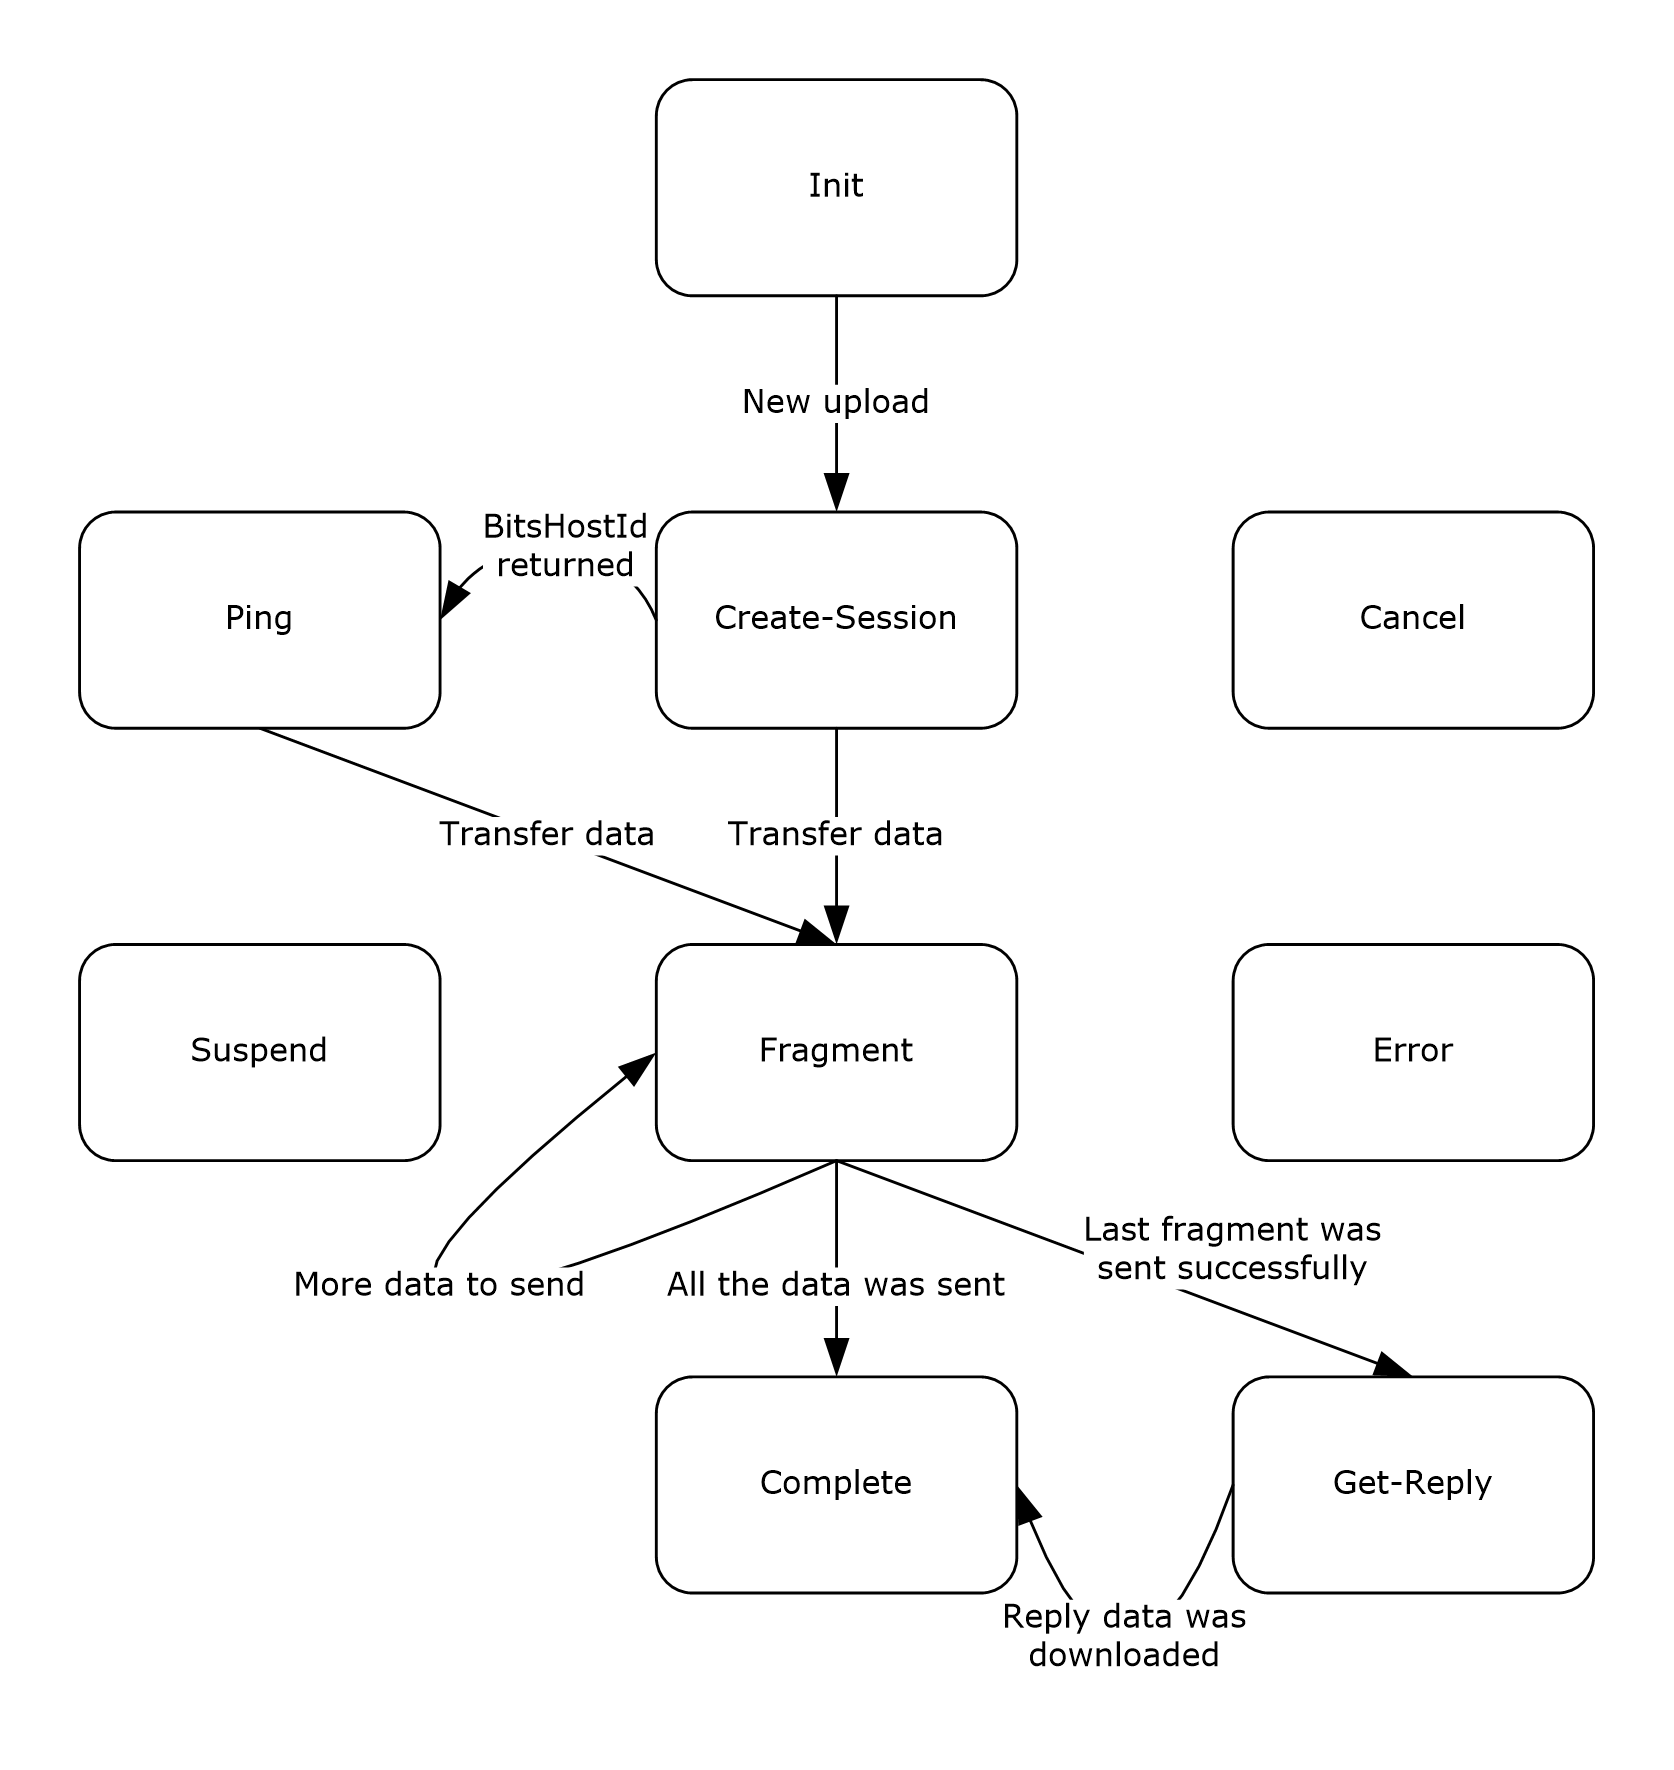 Init
New upload
BitsHostId
returned
Ping
Create-Session
Cancel
Transfer data
Transfer data
Suspend
Fragment
Error
Last fragment was
sent successfully
More data to send
All the data was sent
Complete
Get-Reply
Reply data was
downloaded